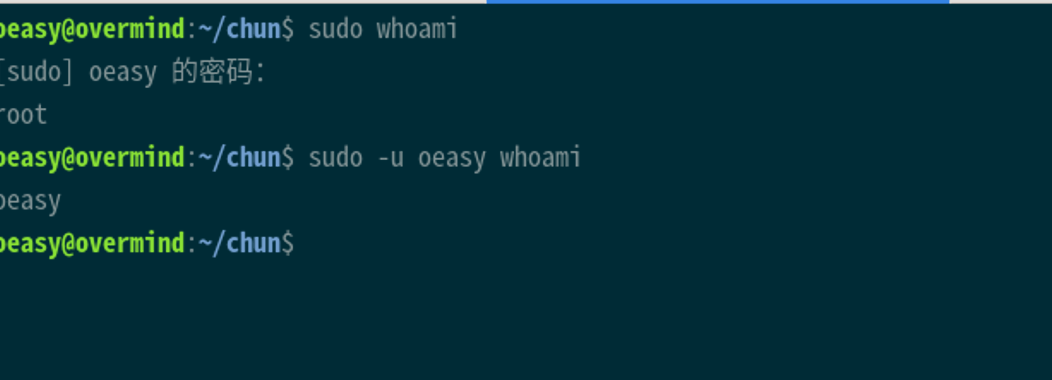 oeasy@overmind:~/chun$ sudo whoami
[sudo] oeasy 的密码:
root
oeasy@overmind:~/chun$ sudo -u oeasy whoami
oeasy
oeasy@overmind:~/chun$